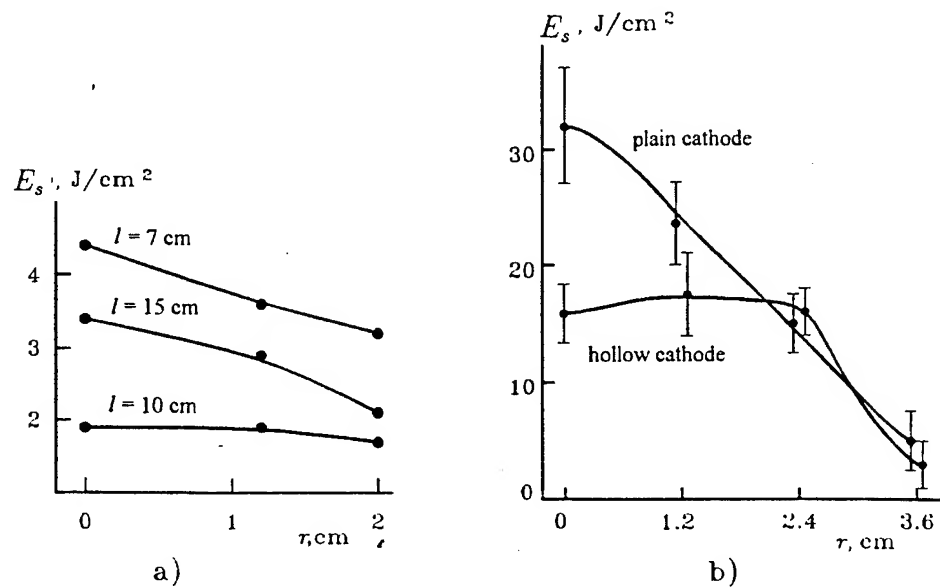 E_s, J/cm²
4
3
2
l = 7 cm
l = 15 cm
l = 10 cm
0 1 2
r, cm
a)
E_s, J/cm²
30
20
10
0
plain cathode
hollow cathode
0 1.2 2.4 3.6
r, cm
b)